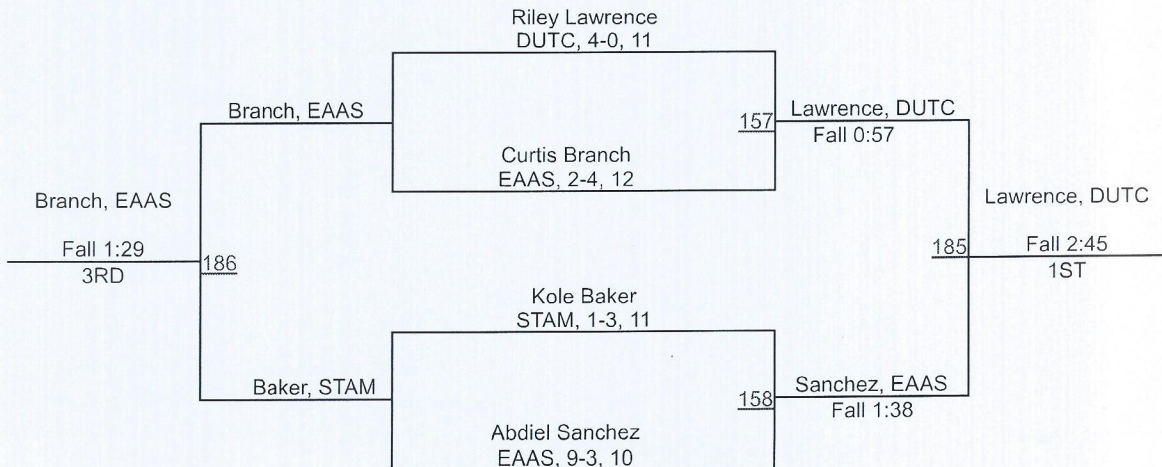 Riley Lawrence
DUTC, 4-0, 11
Branch, EAAS
157
Lawrence, DUTC
Fall 0:57
Curtis Branch
EAAS, 2-4, 12
Branch, EAAS
Lawrence, DUTC
Fall 1:29
186
3RD
185
Fall 2:45
1ST
Kole Baker
STAM, 1-3, 11
Baker, STAM
158
Sanchez, EAAS
Fall 1:38
Abdiel Sanchez
EAAS, 9-3, 10